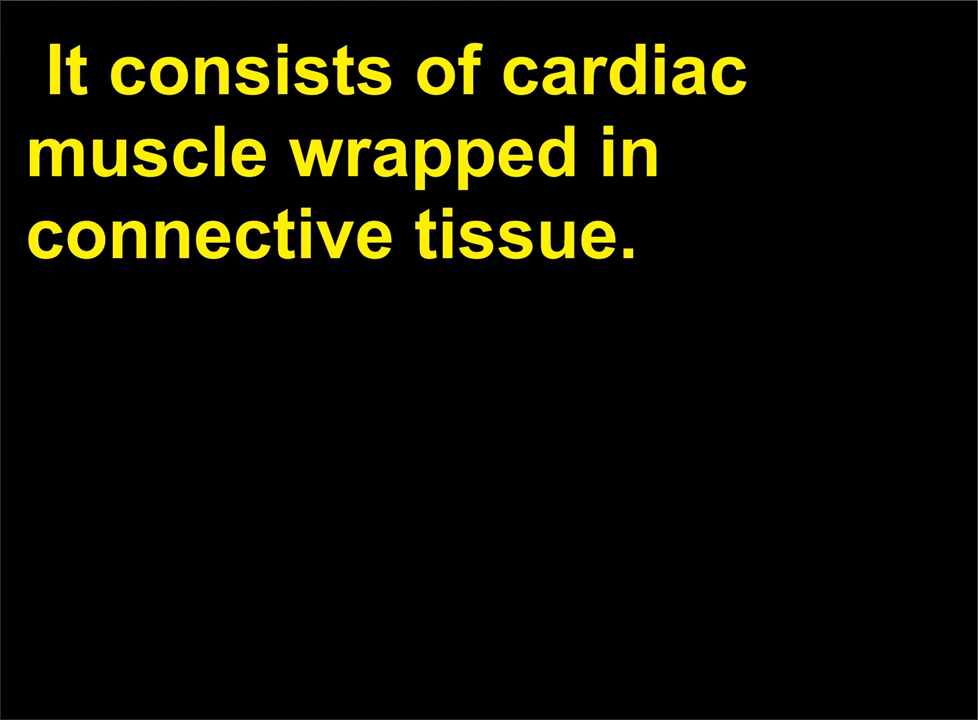 It consists of cardiac
muscle wrapped in
connective tissue.